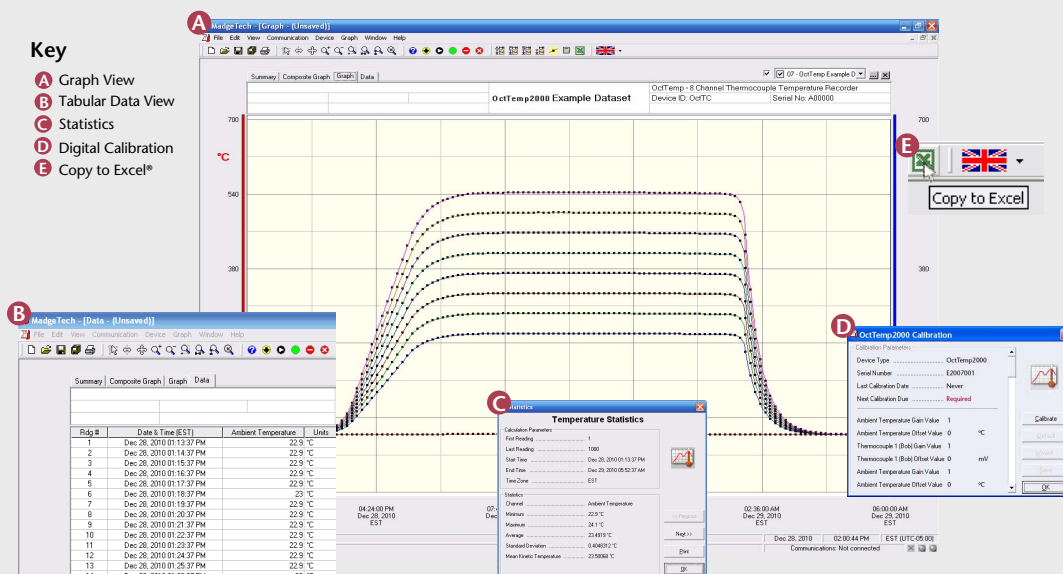 Key
A Graph View
B Tabular Data View
C Statistics
D Digital Calibration
E Copy to Excel®
A
MadgeTech - [Graph - (Unsaved)]
File Edit View Communication Device Graph Window Help
Summary Composite Graph Graph Data
07 - OctTemp Example D
OctTemp2000 Example Dataset
OctTemp - 8 Channel Thermocouple Temperature Recorder
Device ID: OctTC
Serial No: A00000
700
°C
540
380
700
380
04:24:00 PM
Dec 28, 2010
EST
02:36:00 AM
Dec 29, 2010
EST
06:00:00 AM
Dec 29, 2010
EST
Dec 28, 2010 02:00:44 PM EST (UTC-05:00)
Communications: Not connected
E
Copy to Excel
B
MadgeTech - [Data - (Unsaved)]
File Edit View Communication Device Graph Window Help
Summary Composite Graph Graph Data
Rdg # Date & Time (EST) Ambient Temperature Units
1 Dec 28, 2010 01:13:37 PM 22.9 °C
2 Dec 28, 2010 01:14:37 PM 22.9 °C
3 Dec 28, 2010 01:15:37 PM 22.9 °C
4 Dec 28, 2010 01:16:37 PM 22.9 °C
5 Dec 28, 2010 01:17:37 PM 22.9 °C
6 Dec 28, 2010 01:18:37 PM 23 °C
7 Dec 28, 2010 01:19:37 PM 22.9 °C
8 Dec 28, 2010 01:20:37 PM 22.9 °C
9 Dec 28, 2010 01:21:37 PM 22.9 °C
10 Dec 28, 2010 01:22:37 PM 22.9 °C
11 Dec 28, 2010 01:23:37 PM 22.9 °C
12 Dec 28, 2010 01:24:37 PM 22.9 °C
13 Dec 28, 2010 01:25:37 PM 22.9 °C
C
Statistics
Temperature Statistics
Calculation Parameters
First Reading 1
Last Reading 1000
Start Time Dec 28, 2010 01:13:37 PM
End Time Dec 29, 2010 05:52:37 AM
Time Zone EST
Statistics
Channel Ambient Temperature
Minimum 22.9 °C
Maximum 24.1 °C
Average 23.4919 °C
Standard Deviation 0.4048312 °C
Mean Kinetic Temperature 23.58068 °C
<< Previous
Next >>
Print
OK
D
OctTemp2000 Calibration
Calibration Parameters
Device Type OctTemp2000
Serial Number E2007001
Last Calibration Date Never
Next Calibration Due Required
Ambient Temperature Gain Value 1
Ambient Temperature Offset Value 0 °C
Thermocouple 1 (Bob) Gain Value 1
Thermocouple 1 (Bob) Offset Value 0 mV
Ambient Temperature Gain Value 1
Ambient Temperature Offset Value 0 °C
Calibrate
Default
Save
OK